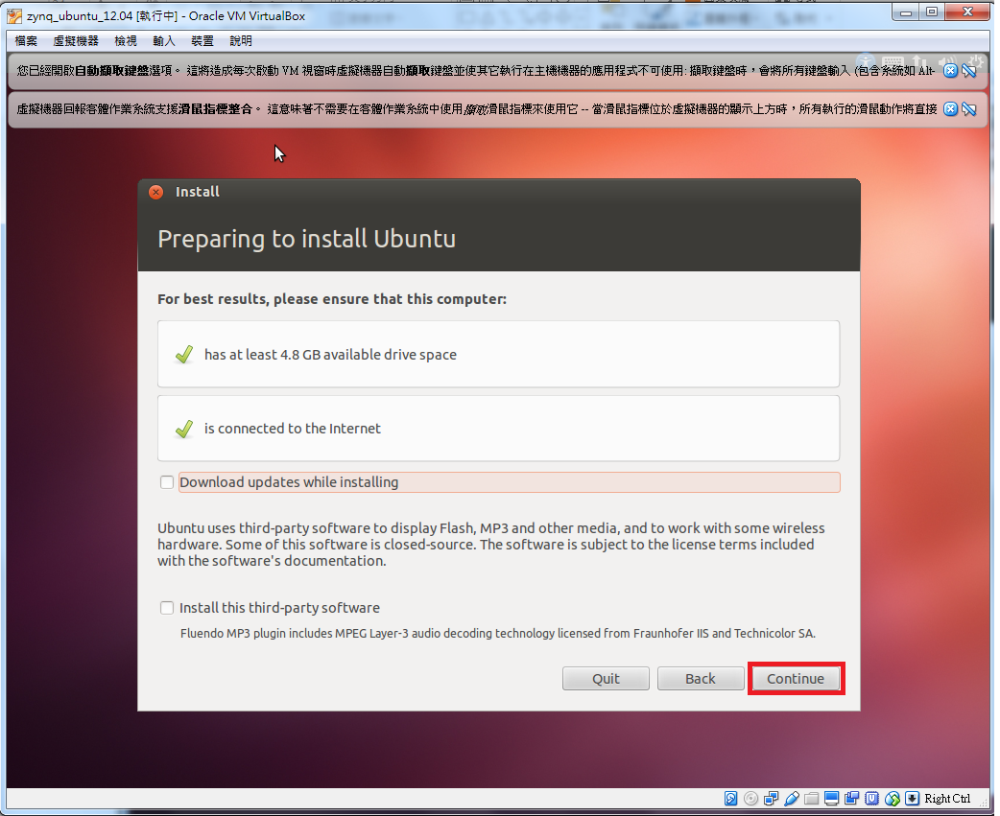 zynq_ubuntu_12.04 [執行中] - Oracle VM VirtualBox
檔案 虛擬機器 檢視 輸入 裝置 說明
您已經開啟自動擷取鍵盤選項。 這將造成每次啟動 VM 視窗時虛擬機器自動擷取鍵盤並使其它執行在主機機器的應用程式不可使用: 擷取鍵盤時，會將所有鍵盤輸入 (包含系統如 Alt-
虛擬機器回報客體作業系統支援滑鼠指標整合。 這意味著不需要在客體作業系統中使用擷取滑鼠指標來使用它 -- 當滑鼠指標位於虛擬機器的顯示上方時，所有執行的滑鼠動作將直接
Install
Preparing to install Ubuntu
For best results, please ensure that this computer:
has at least 4.8 GB available drive space
is connected to the Internet
Download updates while installing
Ubuntu uses third-party software to display Flash, MP3 and other media, and to work with some wireless
hardware. Some of this software is closed-source. The software is subject to the license terms included
with the software's documentation.
Install this third-party software
Fluendo MP3 plugin includes MPEG Layer-3 audio decoding technology licensed from Fraunhofer IIS and Technicolor SA.
Quit Back Continue
Right Ctrl